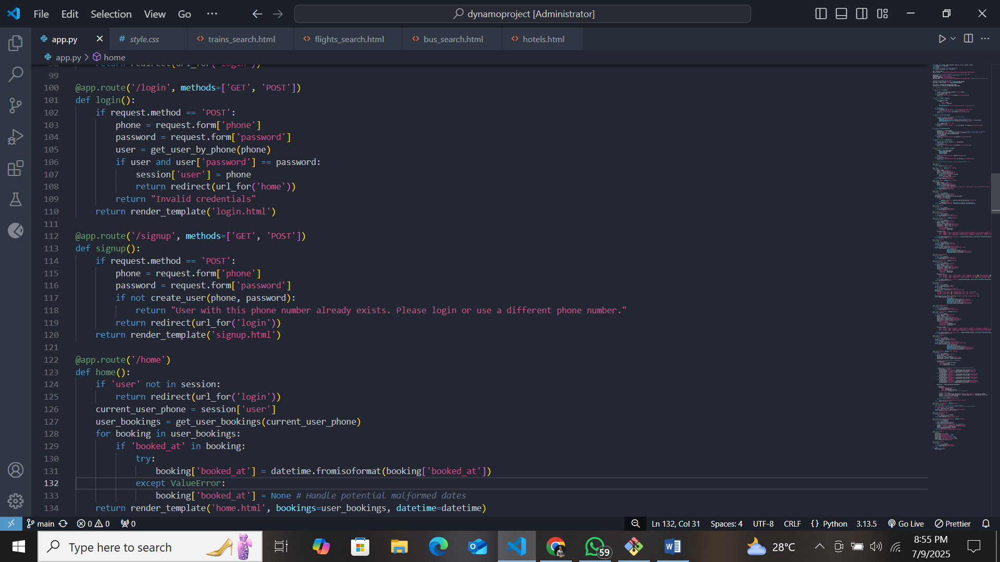 File Edit Selection View Go ··· dynamoproject [Administrator]
app.py # style.css <> trains_search.html <> flights_search.html <> bus_search.html <> hotels.html
app.py > home
99
100 @app.route('/login', methods=['GET', 'POST'])
101 def login():
102 if request.method == 'POST':
103 phone = request.form['phone']
104 password = request.form['password']
105 user = get_user_by_phone(phone)
106 if user and user['password'] == password:
107 session['user'] = phone
108 return redirect(url_for('home'))
109 return "Invalid credentials"
110 return render_template('login.html')
111
112 @app.route('/signup', methods=['GET', 'POST'])
113 def signup():
114 if request.method == 'POST':
115 phone = request.form['phone']
116 password = request.form['password']
117 if not create_user(phone, password):
118 return "User with this phone number already exists. Please login or use a different phone number."
119 return redirect(url_for('login'))
120 return render_template('signup.html')
121
122 @app.route('/home')
123 def home():
124 if 'user' not in session:
125 return redirect(url_for('login'))
126 current_user_phone = session['user']
127 user_bookings = get_user_bookings(current_user_phone)
128 for booking in user_bookings:
129 if 'booked_at' in booking:
130 try:
131 booking['booked_at'] = datetime.fromisoformat(booking['booked_at'])
132 except ValueError:
133 booking['booked_at'] = None # Handle potential malformed dates
134 return render_template('home.html', bookings=user_bookings, datetime=datetime)
main 0 0 0 Ln 132, Col 31 Spaces: 4 UTF-8 CRLF {} Python 3.13.5 Go Live Prettier
Type here to search 59 28°C 8:55 PM
7/9/2025